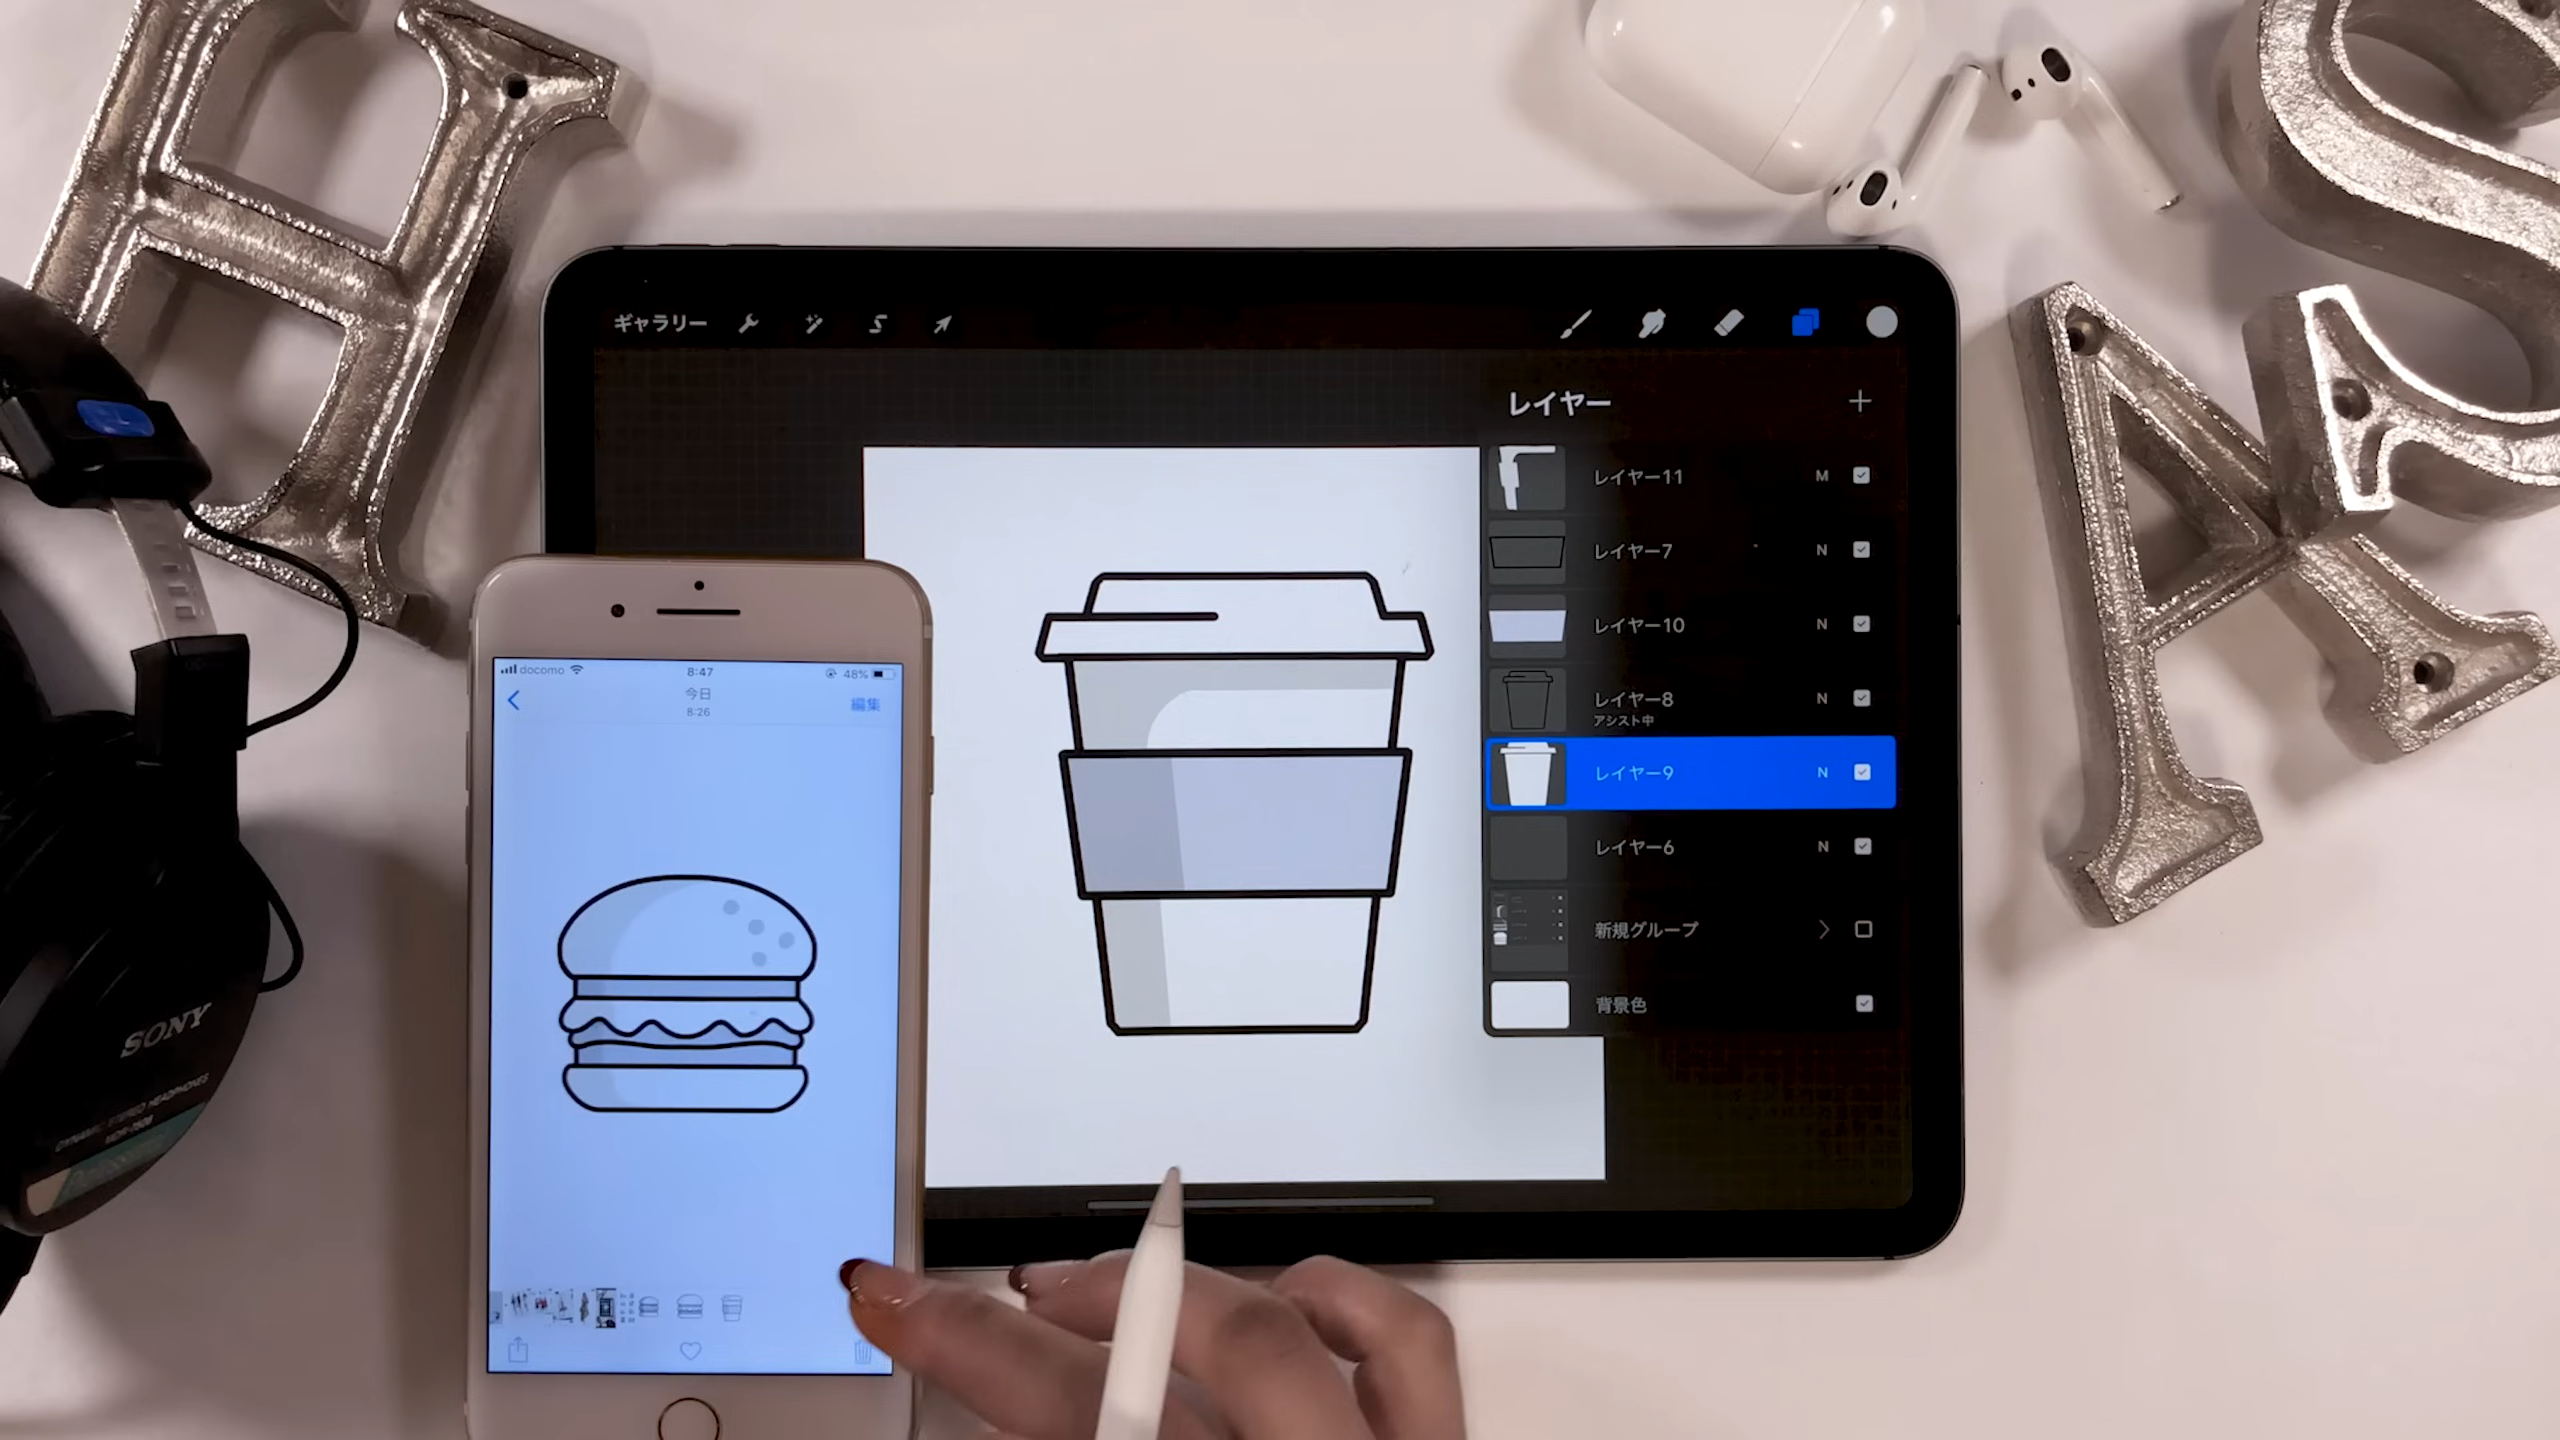 H
S
A
ギャラリー
レイヤー
レイヤー11 M
レイヤー7 N
レイヤー10 N
レイヤー8 N
アシスト中
レイヤー9 N
レイヤー6 N
新規グループ
背景色
docomo 8:47 48%
今日
8:26
編集
L
SONY
DYNAMIC STEREO HEADPHONES